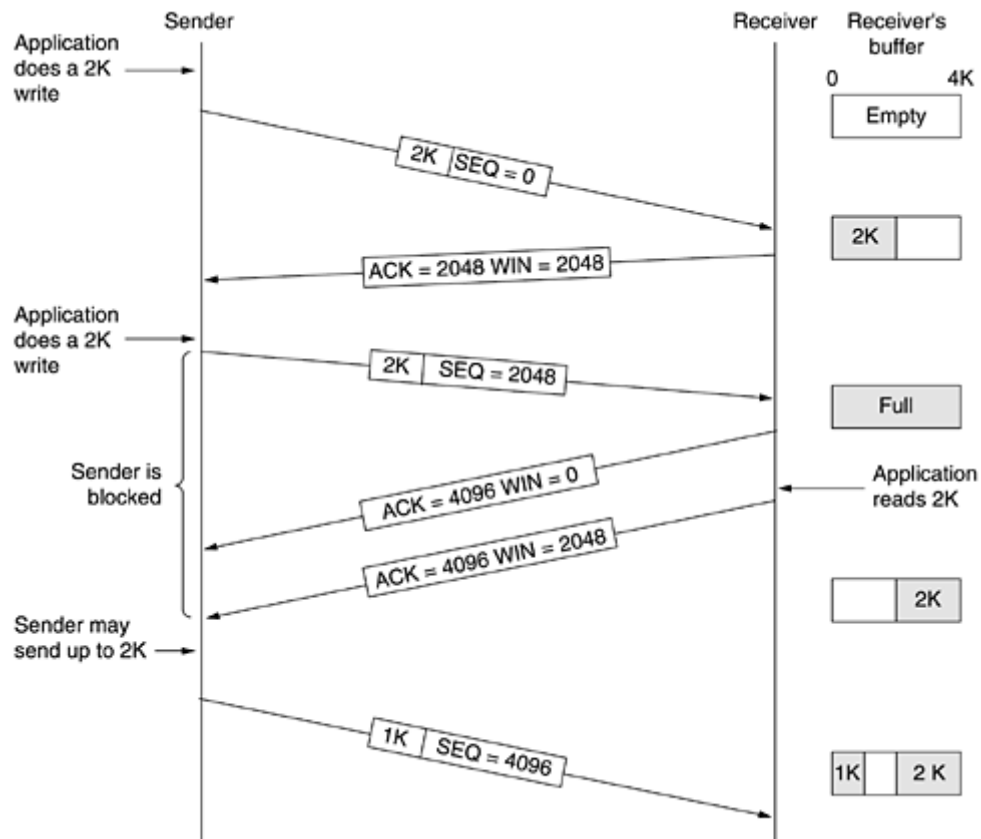 Sender
Receiver
Receiver's
buffer
Application
does a 2K
write
0
4K
Empty
2K
SEQ = 0
2K
ACK = 2048 WIN = 2048
Application
does a 2K
write
2K
SEQ = 2048
Full
Sender is
blocked
ACK = 4096 WIN = 0
Application
reads 2K
ACK = 4096 WIN = 2048
2K
Sender may
send up to 2K
1K
SEQ = 4096
1K
2 K